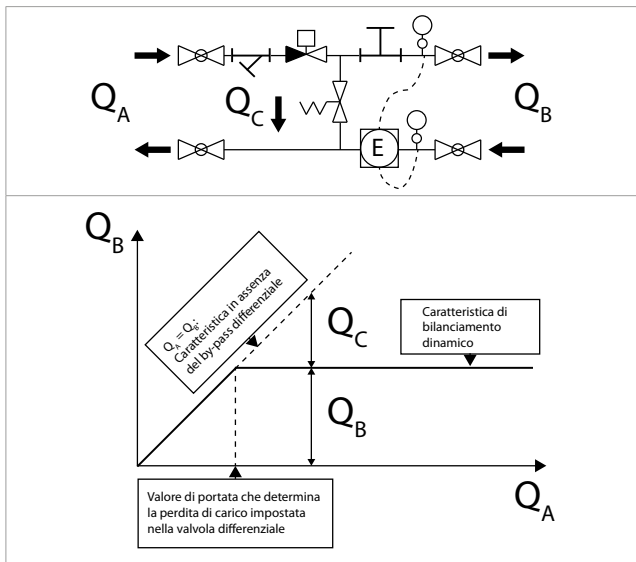 Q_A
Q_C
Q_B
E
Q_B
Q_A = Q_B:
Caratteristica in assenza
del by-pass differenziale
Q_C
Caratteristica di
bilanciamento
dinamico
Q_B
Valore di portata che determina
la perdita di carico impostata
nella valvola differenziale
Q_A